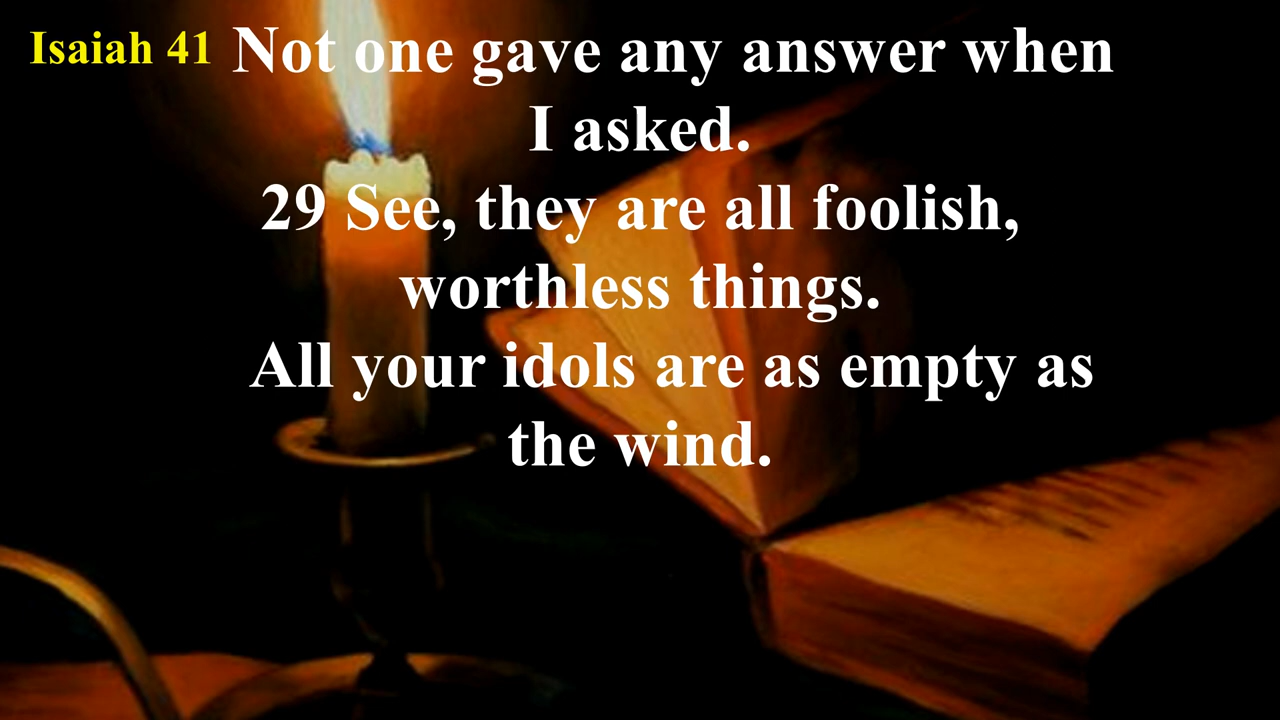 Isaiah 41
Not one gave any answer when
I asked.
29 See, they are all foolish,
worthless things.
All your idols are as empty as
the wind.